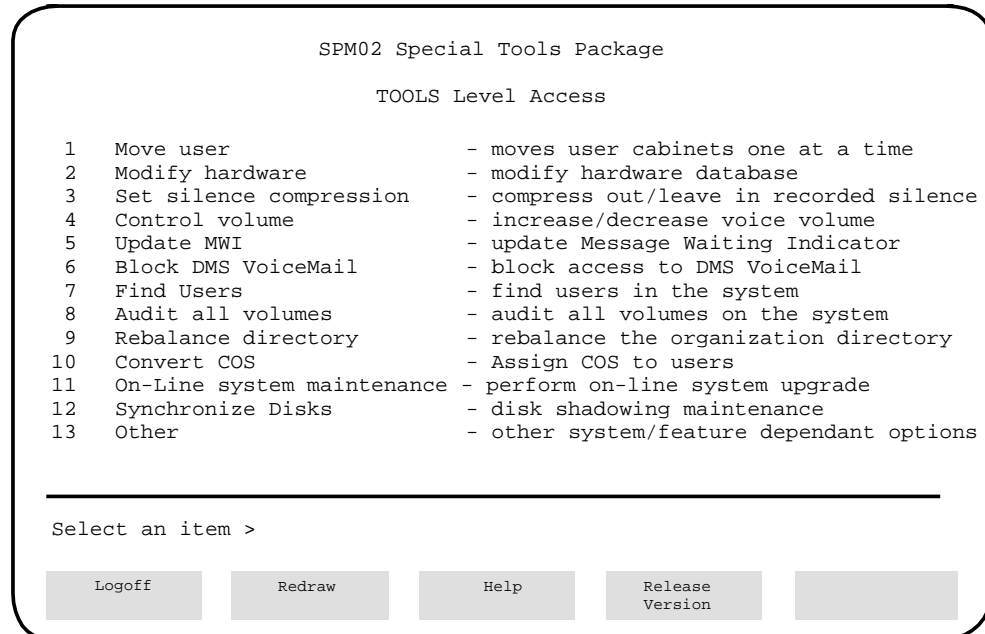 SPM02 Special Tools Package
TOOLS Level Access
1 Move user - moves user cabinets one at a time
2 Modify hardware - modify hardware database
3 Set silence compression - compress out/leave in recorded silence
4 Control volume - increase/decrease voice volume
5 Update MWI - update Message Waiting Indicator
6 Block DMS VoiceMail - block access to DMS VoiceMail
7 Find Users - find users in the system
8 Audit all volumes - audit all volumes on the system
9 Rebalance directory - rebalance the organization directory
10 Convert COS - Assign COS to users
11 On-Line system maintenance - perform on-line system upgrade
12 Synchronize Disks - disk shadowing maintenance
13 Other - other system/feature dependant options
Select an item >
Logoff Redraw Help Release
Version